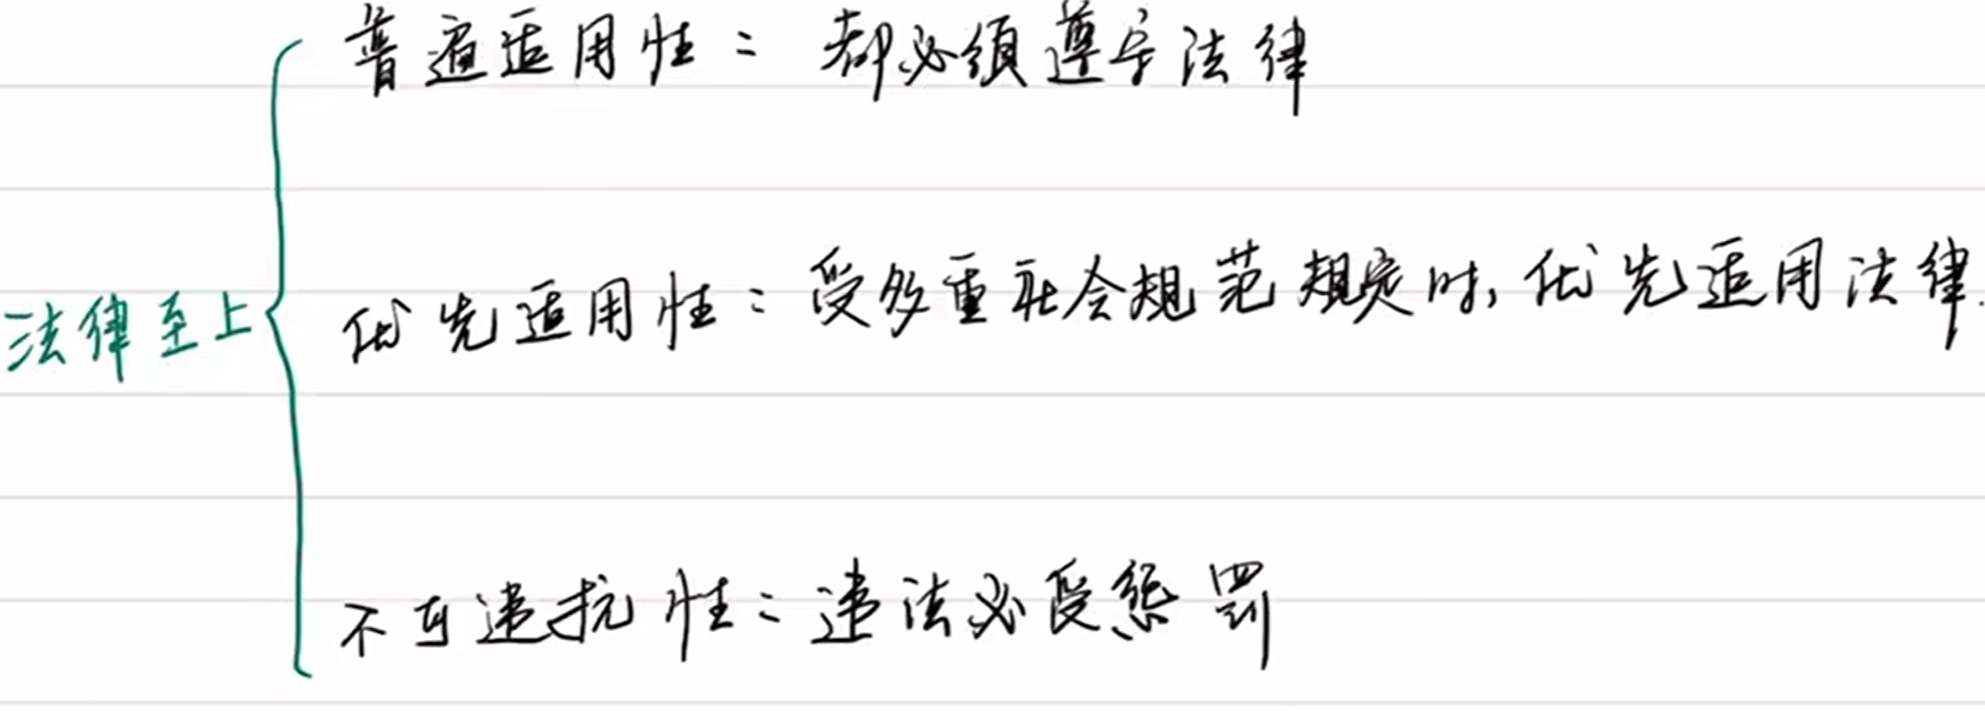 普遍适用性：都必须遵守法律
法律至上
优先适用性：受多重社会规范规定时，优先适用法律.
不可违抗性：违法必受惩罚